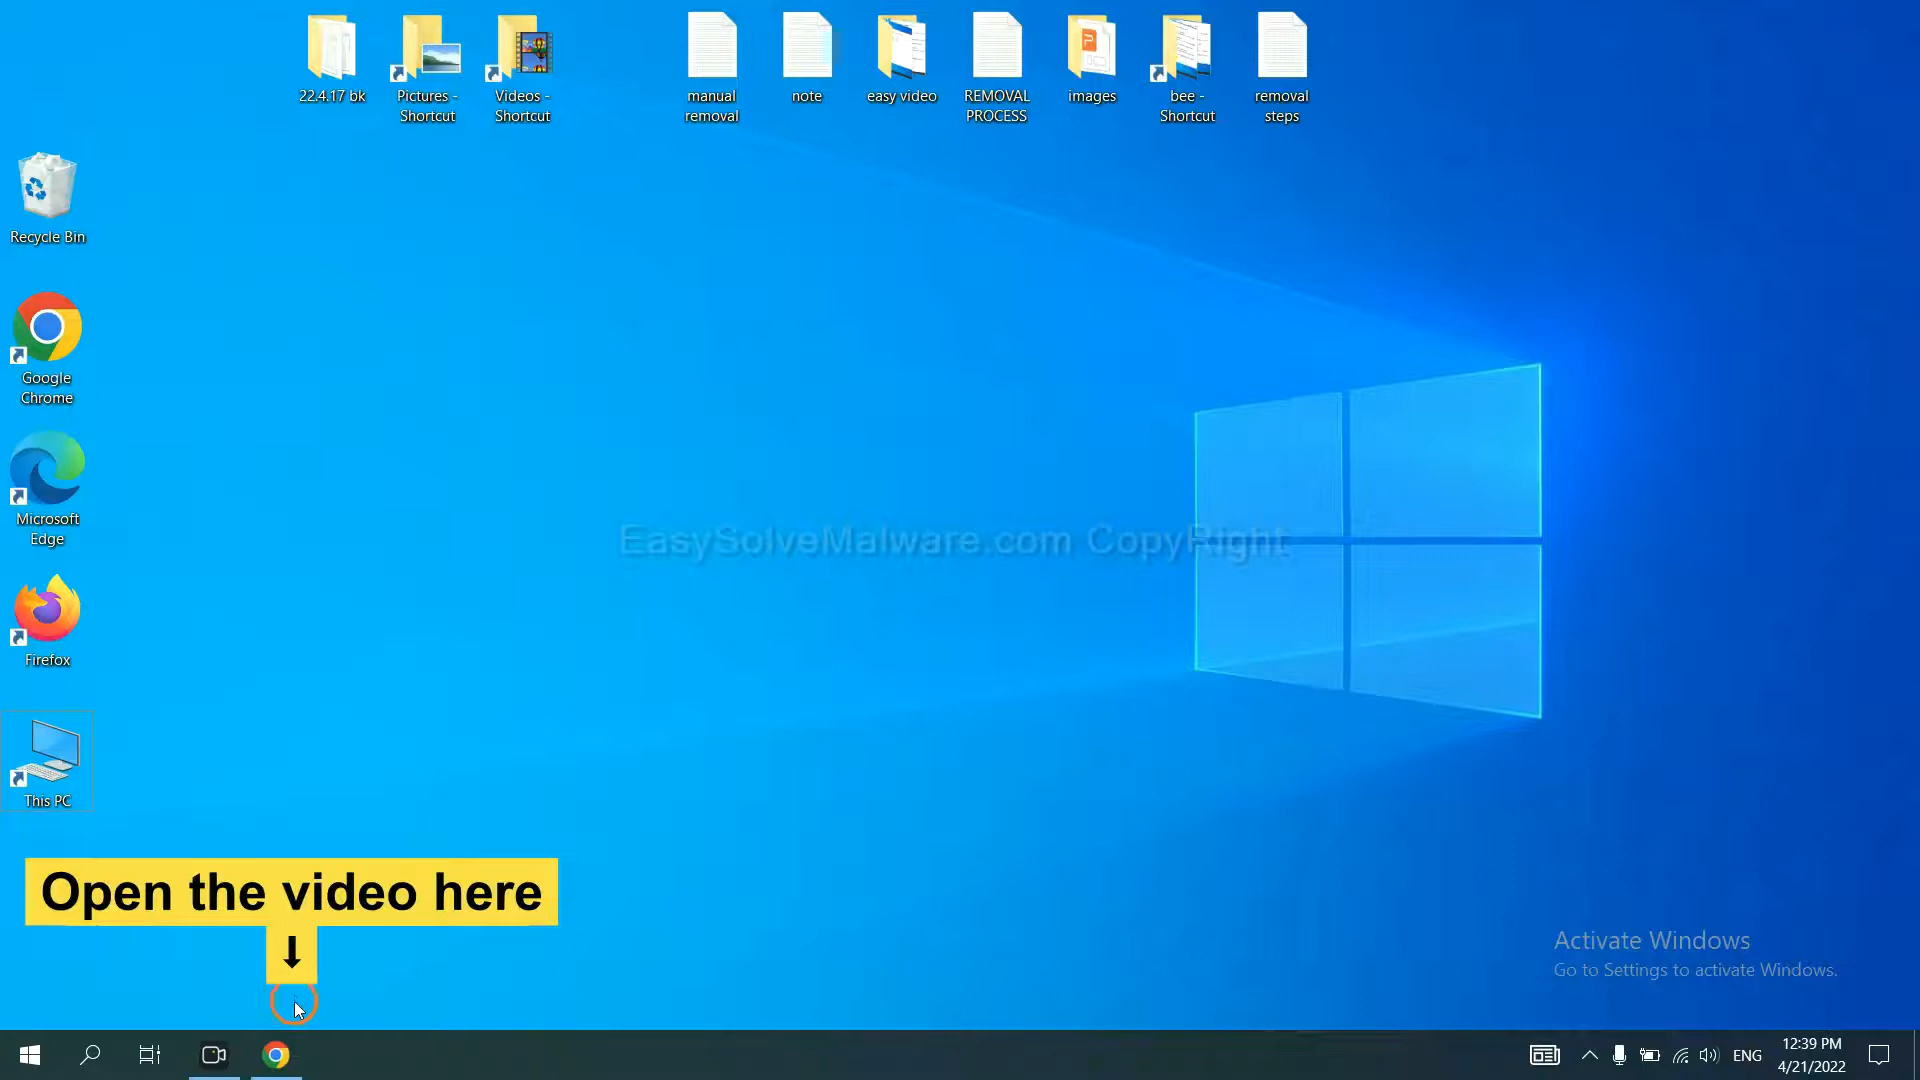 22.4.17 bk
Pictures -
Shortcut
Videos -
Shortcut
manual
removal
note
easy video
REMOVAL
PROCESS
images
bee -
Shortcut
removal
steps
Recycle Bin
Google
Chrome
Microsoft
Edge
Firefox
This PC
EasySolveMalware.com CopyRight
Open the video here
Activate Windows
Go to Settings to activate Windows.
ENG
12:39 PM
4/21/2022